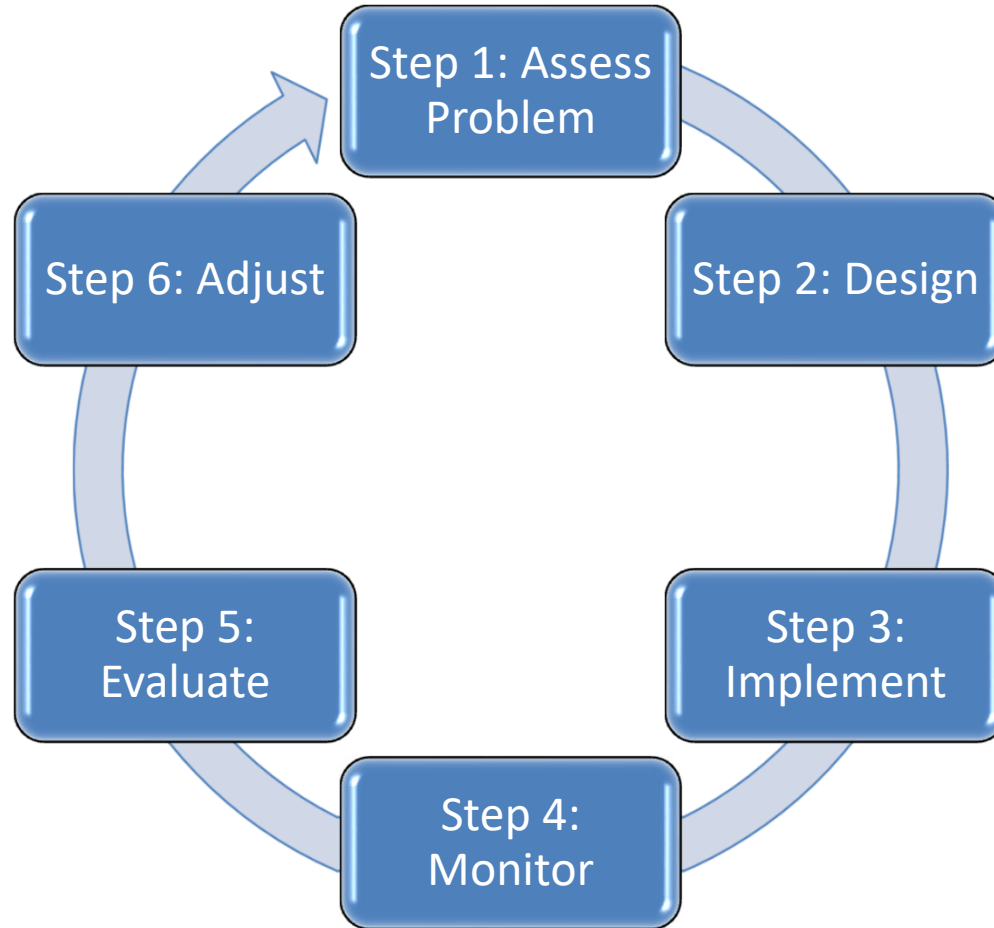 Step 1: Assess
Problem
Step 2: Design
Step 3:
Implement
Step 4:
Monitor
Step 5:
Evaluate
Step 6: Adjust